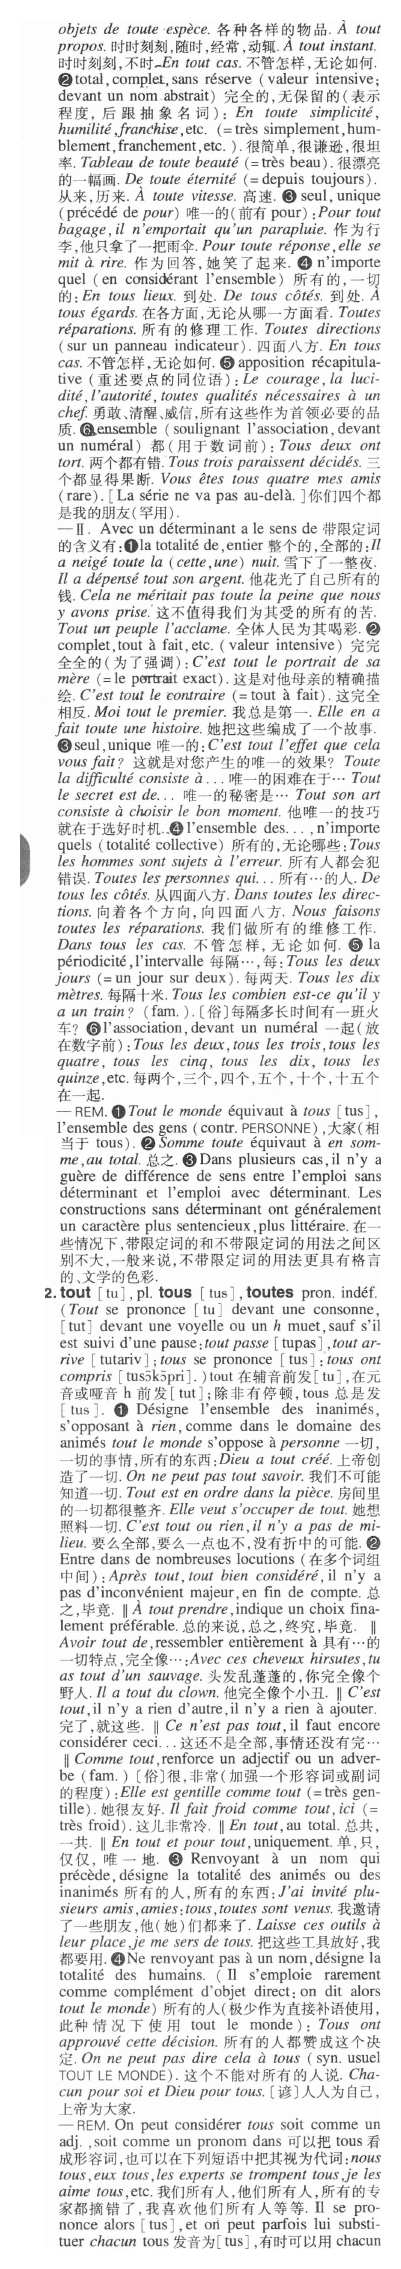 objets de toute espèce. 各种各样的物品. À tout
propos. 时时刻刻,随时,经常,动辄. À tout instant.
时时刻刻,不时. En tout cas. 不管怎样,无论如何.
❷total, complet, sans réserve (valeur intensive;
devant un nom abstrait) 完全的,无保留的(表示
程度, 后跟抽象名词): En toute simplicité,
humilité, franchise, etc. (= très simplement, hum-
blement, franchement, etc.). 很简单,很谦逊,很坦
率. Tableau de toute beauté (= très beau). 很漂亮
的一幅画. De toute éternité (= depuis toujours).
从来,历来. À toute vitesse. 高速. ❸ seul, unique
(précédé de pour) 唯一的(前有 pour): Pour tout
bagage, il n'emportait qu'un parapluie. 作为行
李,他只拿了一把雨伞. Pour toute réponse, elle se
mit à rire. 作为回答,她笑了起来. ❹ n'importe
quel (en considérant l'ensemble) 所有的,一切
的: En tous lieux. 到处. De tous côtés. 到处. À
tous égards. 在各方面,无论从哪一方面看. Toutes
réparations. 所有的修理工作. Toutes directions
(sur un panneau indicateur). 四面八方. En tous
cas. 不管怎样,无论如何. ❺ apposition récapitula-
tive (重述要点的同位语): Le courage, la luci-
dité, l'autorité, toutes qualités nécessaires à un
chef. 勇敢、清醒、威信,所有这些作为首领必要的品
质. ❻ ensemble (soulignant l'association, devant
un numéral) 都(用于数词前): Tous deux ont
tort. 两个都有错. Tous trois paraissent décidés. 三
个都显得果断. Vous êtes tous quatre mes amis
(rare). [La série ne va pas au-delà. ]你们四个都
是我的朋友(罕用).
—Ⅱ. Avec un déterminant a le sens de 带限定词
的含义有:❶la totalité de, entier 整个的,全部的: Il
a neigé toute la (cette, une) nuit. 雪下了一整夜.
Il a dépensé tout son argent. 他花光了自己所有的
钱. Cela ne méritait pas toute la peine que nous
y avons prise. 这不值得我们为其受的所有的苦.
Tout un peuple l'acclame. 全体人民为其喝彩. ❷
complet, tout à fait, etc. (valeur intensive) 完完
全全的(为了强调): C'est tout le portrait de sa
mère (= le portrait exact). 这是对他母亲的精确描
绘. C'est tout le contraire (= tout à fait). 这完全
相反. Moi tout le premier. 我总是第一. Elle en a
fait toute une histoire. 她把这些编成了一个故事.
❸seul, unique 唯一的: C'est tout l'effet que cela
vous fait? 这就是对您产生的唯一的效果? Toute
la difficulté consiste à... 唯一的困难在于… Tout
le secret est de... 唯一的秘密是… Tout son art
consiste à choisir le bon moment. 他唯一的技巧
就在于选好时机. ❹l'ensemble des..., n'importe
quels (totalité collective) 所有的,无论哪些: Tous
les hommes sont sujets à l'erreur. 所有人都会犯
错误. Toutes les personnes qui... 所有…的人. De
tous les côtés. 从四面八方. Dans toutes les direc-
tions. 向着各个方向,向四面八方. Nous faisons
toutes les réparations. 我们做所有的维修工作.
Dans tous les cas. 不管怎样, 无论如何. ❺ la
périodicité, l'intervalle 每隔…,每: Tous les deux
jours (= un jour sur deux). 每两天. Tous les dix
mètres. 每隔十米. Tous les combien est-ce qu'il y
a un train? (fam.). [俗]每隔多长时间有一班火
车? ❻l'association, devant un numéral 一起(放
在数字前): Tous les deux, tous les trois, tous les
quatre, tous les cinq, tous les dix, tous les
quinze, etc. 每两个,三个,四个,五个,十个,十五个
在一起.
— REM. ❶ Tout le monde équivaut à tous [tus],
l'ensemble des gens (contr. PERSONNE), 大家(相
当于 tous). ❷ Somme toute équivaut à en som-
me, au total. 总之. ❸ Dans plusieurs cas, il n'y a
guère de différence de sens entre l'emploi sans
déterminant et l'emploi avec déterminant. Les
constructions sans déterminant ont généralement
un caractère plus sentencieux, plus littéraire. 在一
些情况下,带限定词的和不带限定词的用法之间区
别不大,一般来说,不带限定词的用法更具有格言
的、文学的色彩.
2. tout [tu], pl. tous [tus], toutes pron. indéf.
(Tout se prononce [tu] devant une consonne,
[tut] devant une voyelle ou un h muet, sauf s'il
est suivi d'une pause: tout passe [tupas], tout ar-
rive [tutariv]; tous se prononce [tus]: tous ont
compris [tusɔ̃kɔ̃pri]. ) tout 在辅音前发[tu],在元
音或哑音 h 前发[tut];除非有停顿, tous 总是发
[tus]. ❶ Désigne l'ensemble des inanimés,
s'opposant à rien, comme dans le domaine des
animés tout le monde s'oppose à personne 一切,
一切的事情,所有的东西: Dieu a tout créé. 上帝创
造了一切. On ne peut pas tout savoir. 我们不可能
知道一切. Tout est en ordre dans la pièce. 房间里
的一切都很整齐. Elle veut s'occuper de tout. 她想
照料一切. C'est tout ou rien, il n'y a pas de mi-
lieu. 要么全部,要么一点也不,没有折中的可能. ❷
Entre dans de nombreuses locutions (在多个词组
中间): Après tout, tout bien considéré, il n'y a
pas d'inconvénient majeur, en fin de compte. 总
之,毕竟. ‖ À tout prendre, indique un choix fina-
lement préférable. 总的来说,总之,终究,毕竟. ‖
Avoir tout de, ressembler entièrement à 具有…的
一切特点,完全像…: Avec ces cheveux hirsutes, tu
as tout d'un sauvage. 头发乱蓬蓬的,你完全像个
野人. Il a tout du clown. 他完全像个小丑. ‖ C'est
tout, il n'y a rien d'autre, il n'y a rien à ajouter.
完了,就这些. ‖ Ce n'est pas tout, il faut encore
considérer ceci... 这还不是全部,事情还没有完…
‖ Comme tout, renforce un adjectif ou un adver-
be (fam.) [俗]很,非常(加强一个形容词或副词
的程度): Elle est gentille comme tout (= très gen-
tille). 她很友好. Il fait froid comme tout, ici (=
très froid). 这儿非常冷. ‖ En tout, au total. 总共,
一共. ‖ En tout et pour tout, uniquement. 单,只,
仅仅, 唯一地. ❸ Renvoyant à un nom qui
précède, désigne la totalité des animés ou des
inanimés 所有的人,所有的东西: J'ai invité plu-
sieurs amis, amies; tous, toutes sont venus. 我邀请
了一些朋友,他(她)们都来了. Laisse ces outils à
leur place, je me sers de tous. 把这些工具放好,我
都要用. ❹Ne renvoyant pas à un nom, désigne la
totalité des humains. (Il s'emploie rarement
comme complément d'objet direct; on dit alors
tout le monde) 所有的人(极少作为直接补语使用,
此种情况下使用 tout le monde): Tous ont
approuvé cette décision. 所有的人都赞成这个决
定. On ne peut pas dire cela à tous (syn. usuel
TOUT LE MONDE). 这个不能对所有的人说. Cha-
cun pour soi et Dieu pour tous. [谚]人人为自己,
上帝为大家.
— REM. On peut considérer tous soit comme un
adj., soit comme un pronom dans 可以把 tous 看
成形容词,也可以在下列短语中把其视为代词: nous
tous, eux tous, les experts se trompent tous, je les
aime tous, etc. 我们所有人,他们所有人,所有的专
家都搞错了,我喜欢他们所有人等等. Il se pro-
nonce alors [tus], et on peut parfois lui substi-
tuer chacun tous 发音为[tus],有时可以用 chacun